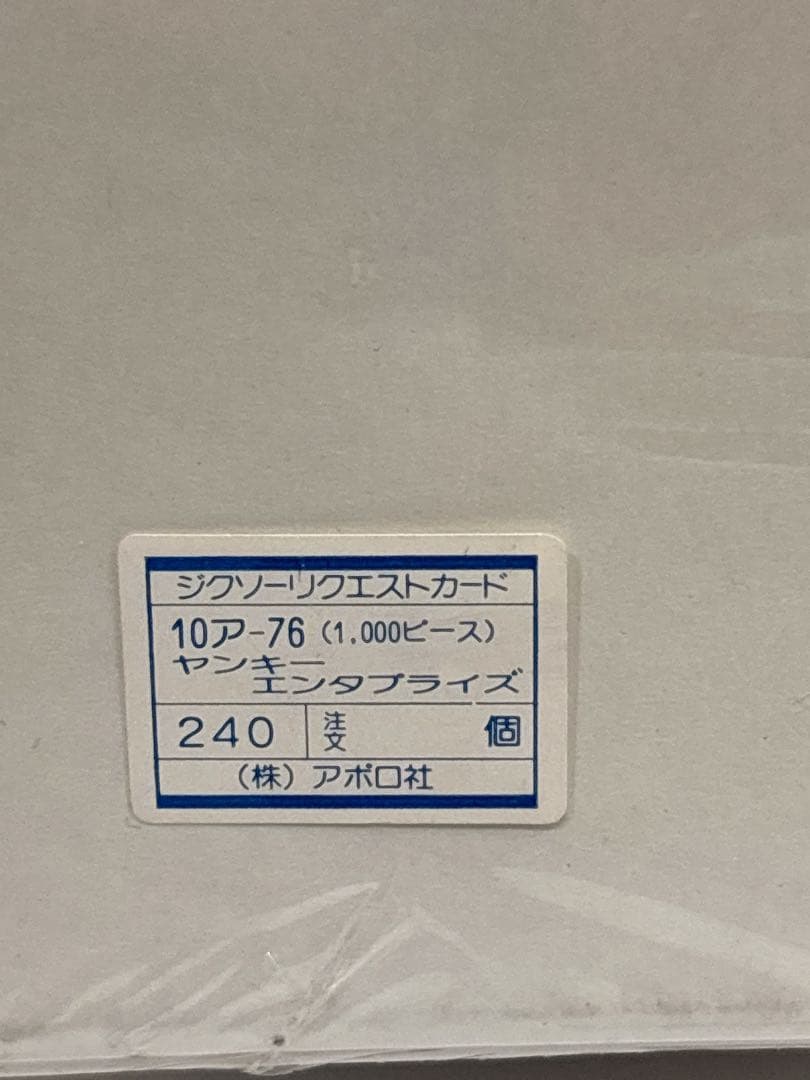 ジクソーリクエストカード
10ア-76(1,000ピース)
ヤンキー
エンタプライズ
240 注文 個
(株)アポロ社